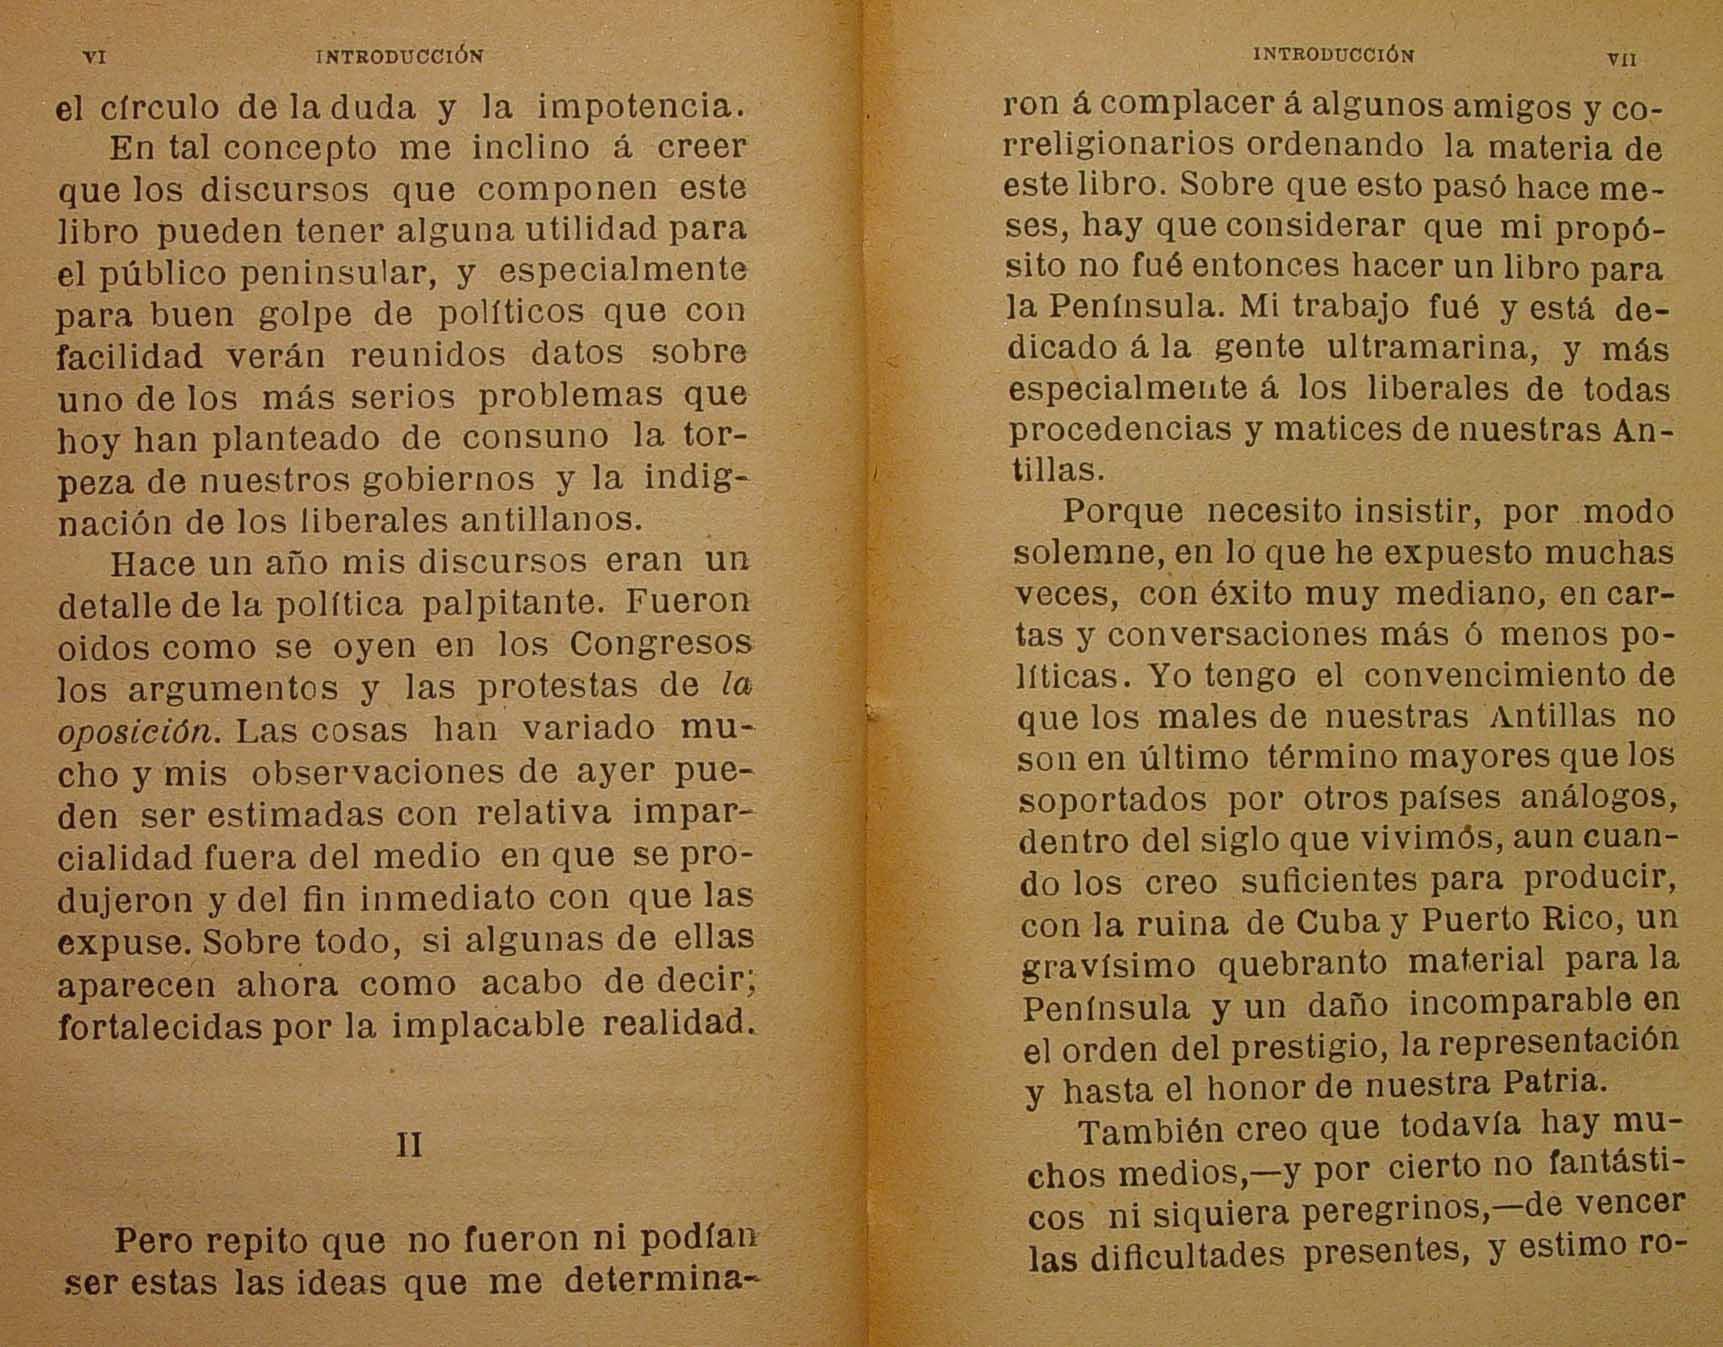 VI INTRODUCCIÓN
el círculo de la duda y la impotencia.
En tal concepto me inclino á creer
que los discursos que componen este
libro pueden tener alguna utilidad para
el público peninsular, y especialmente
para buen golpe de políticos que con
facilidad verán reunidos datos sobre
uno de los más serios problemas que
hoy han planteado de consuno la tor-
peza de nuestros gobiernos y la indig-
nación de los liberales antillanos.
Hace un año mis discursos eran un
detalle de la política palpitante. Fueron
oidos como se oyen en los Congresos
los argumentos y las protestas de la
oposición. Las cosas han variado mu-
cho y mis observaciones de ayer pue-
den ser estimadas con relativa impar-
cialidad fuera del medio en que se pro-
dujeron y del fin inmediato con que las
expuse. Sobre todo, si algunas de ellas
aparecen ahora como acabo de decir;
fortalecidas por la implacable realidad.
II
Pero repito que no fueron ni podían
ser estas las ideas que me determina-
INTRODUCCIÓN VII
ron á complacer á algunos amigos y co-
rreligionarios ordenando la materia de
este libro. Sobre que esto pasó hace me-
ses, hay que considerar que mi propó-
sito no fué entonces hacer un libro para
la Península. Mi trabajo fué y está de-
dicado á la gente ultramarina, y más
especialmente á los liberales de todas
procedencias y matices de nuestras An-
tillas.
Porque necesito insistir, por modo
solemne, en lo que he expuesto muchas
veces, con éxito muy mediano, en car-
tas y conversaciones más ó menos po-
líticas. Yo tengo el convencimiento de
que los males de nuestras Antillas no
son en último término mayores que los
soportados por otros países análogos,
dentro del siglo que vivimos, aun cuan-
do los creo suficientes para producir,
con la ruina de Cuba y Puerto Rico, un
gravísimo quebranto material para la
Península y un daño incomparable en
el orden del prestigio, la representación
y hasta el honor de nuestra Patria.
También creo que todavía hay mu-
chos medios,—y por cierto no fantásti-
cos ni siquiera peregrinos,—de vencer
las dificultades presentes, y estimo ro-